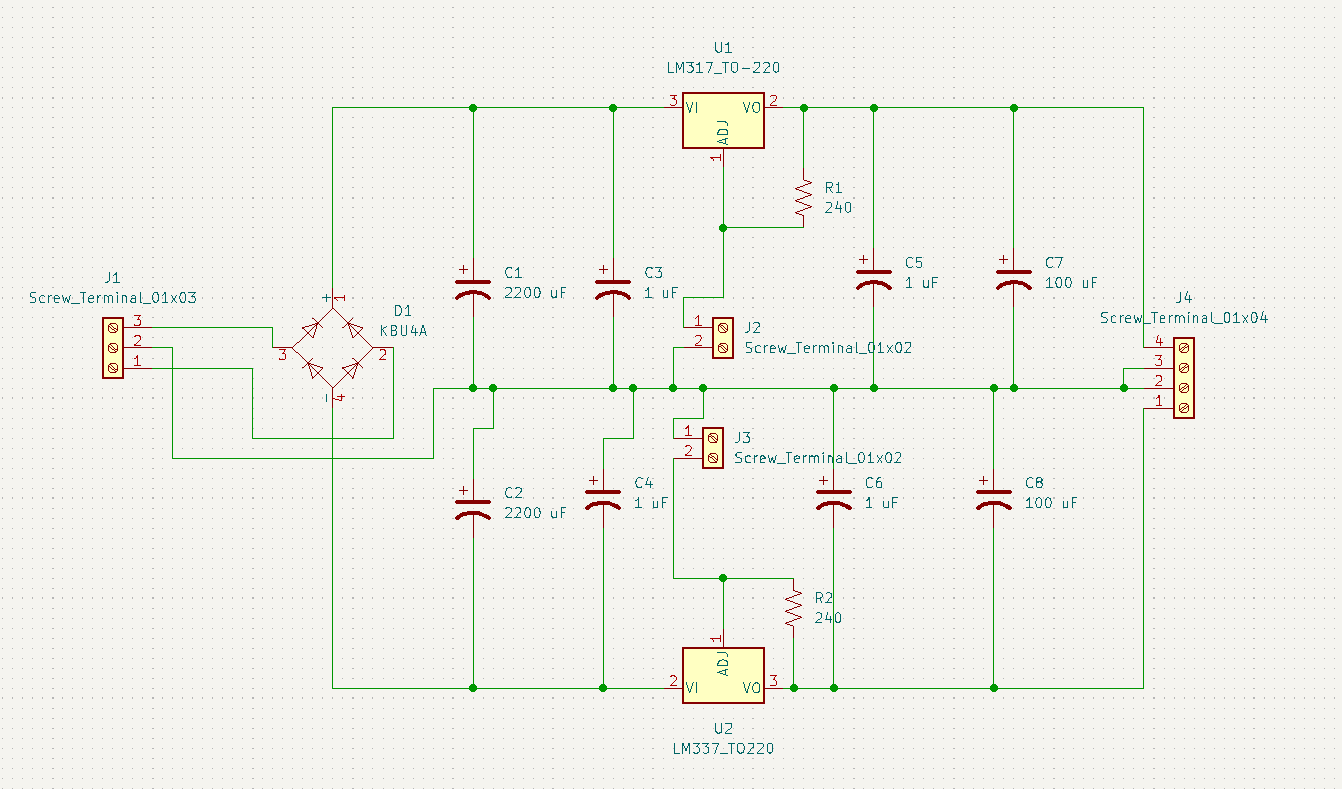 U1
LM317_TO-220
3
VI
VO
2
ADJ
1
R1
240
J1
Screw_Terminal_01x03
3
2
1
+
1
D1
KBU4A
3
2
-
4
+
C1
2200 uF
+
C3
1 uF
1
2
J2
Screw_Terminal_01x02
+
C5
1 uF
+
C7
100 uF
J4
Screw_Terminal_01x04
4
3
2
1
1
2
J3
Screw_Terminal_01x02
+
C2
2200 uF
+
C4
1 uF
+
C6
1 uF
+
C8
100 uF
R2
240
1
ADJ
2
VI
VO
3
U2
LM337_TO220